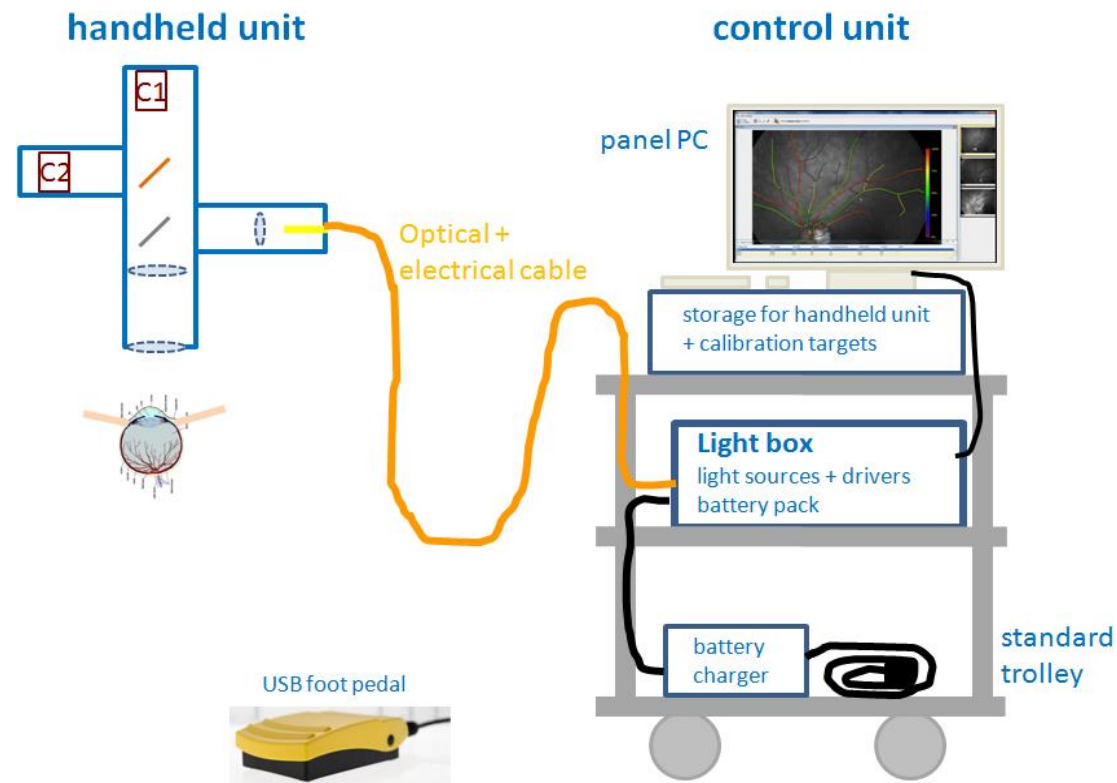 handheld unit
control unit
C1
C2
panel PC
Optical +
electrical cable
storage for handheld unit
+ calibration targets
Light box
light sources + drivers
battery pack
battery
charger
standard
trolley
USB foot pedal